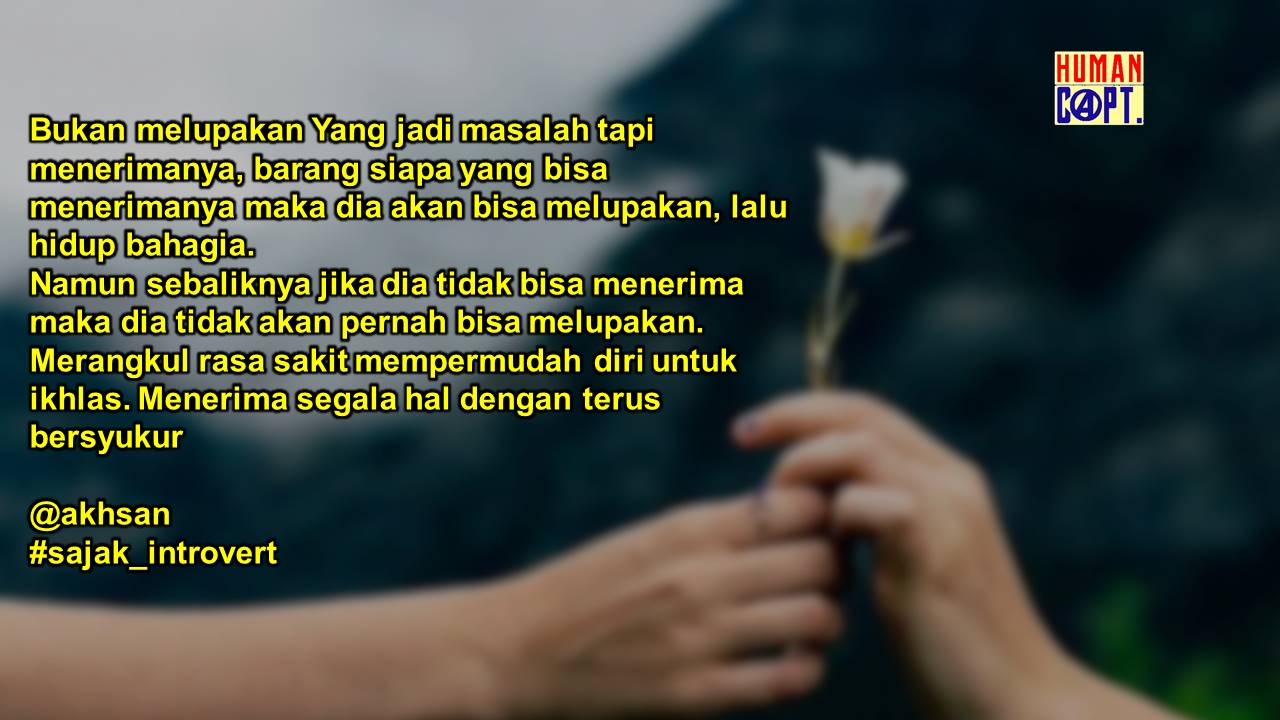 HUMAN
CAPT.
Bukan melupakan Yang jadi masalah tapi
menerimanya, barang siapa yang bisa
menerimanya maka dia akan bisa melupakan, lalu
hidup bahagia.
Namun sebaliknya jika dia tidak bisa menerima
maka dia tidak akan pernah bisa melupakan.
Merangkul rasa sakit mempermudah diri untuk
ikhlas. Menerima segala hal dengan terus
bersyukur
@akhsan
#sajak_introvert